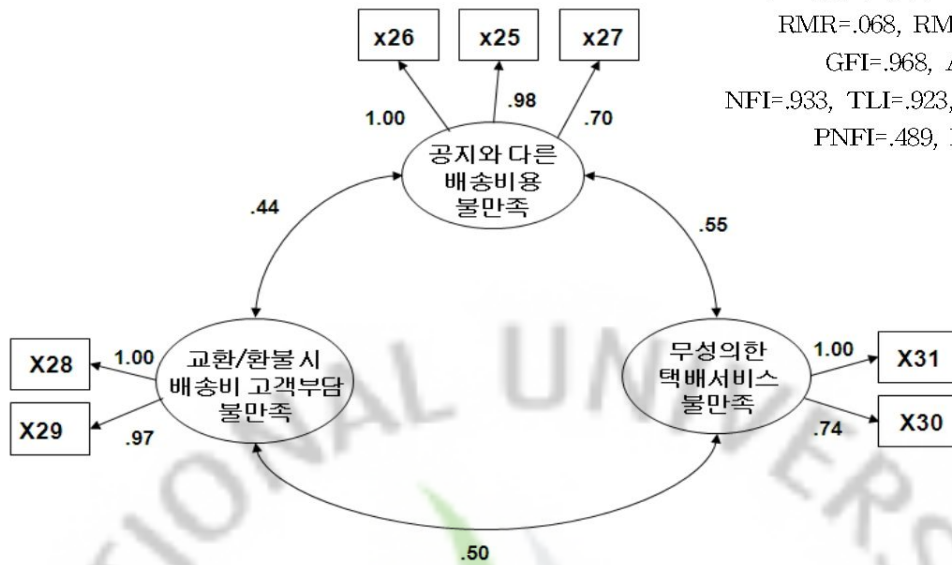 RMR=.068, RM
GFI=.968, A
NFI=.933, TLI=.923,
PNFI=.489,
x26 x25 x27
1.00 .98 .70
공지와 다른
배송비용
불만족
.44 .55
X28 1.00
X29 .97
교환/환불 시
배송비 고객부담
불만족
무성의한
택배서비스
불만족
1.00 X31
.74 X30
.50
TIONAL UNIVERS